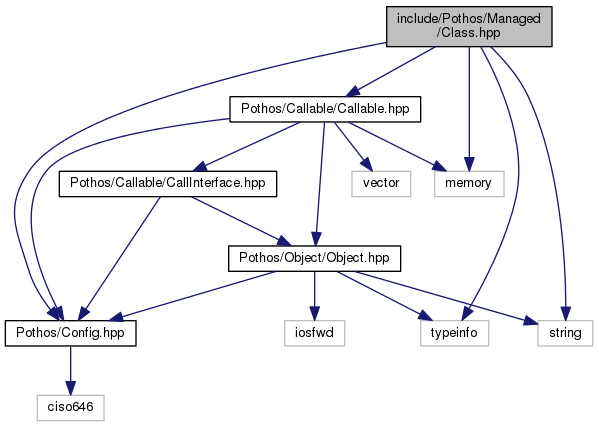 include/Pothos/Managed
/Class.hpp
Pothos/Callable/Callable.hpp
Pothos/Callable/CallInterface.hpp
vector
memory
Pothos/Object/Object.hpp
Pothos/Config.hpp
iosfwd
typeinfo
string
ciso646